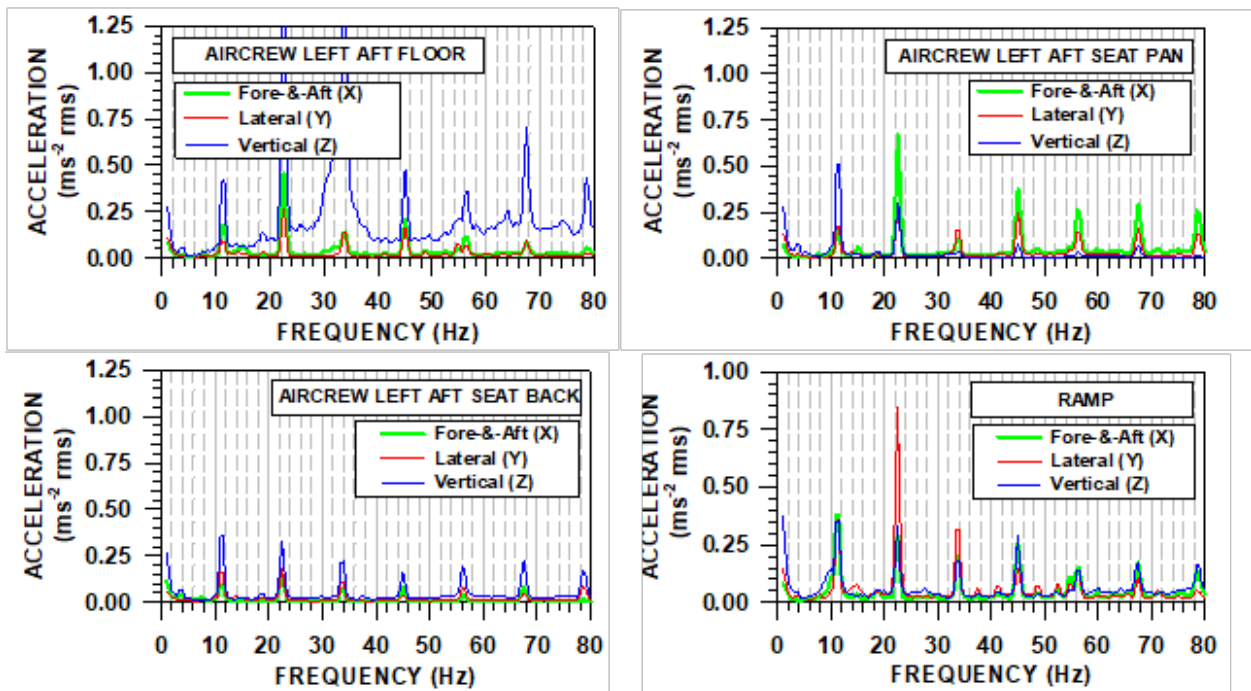 AIRCREW LEFT AFT FLOOR
Fore-&-Aft (X)
Lateral (Y)
Vertical (Z)
ACCELERATION
(ms⁻² rms)
1.25
1.00
0.75
0.50
0.25
0.00
0 10 20 30 40 50 60 70 80
FREQUENCY (Hz)
AIRCREW LEFT AFT SEAT PAN
Fore-&-Aft (X)
Lateral (Y)
Vertical (Z)
ACCELERATION
(ms⁻² rms)
1.25
1.00
0.75
0.50
0.25
0.00
0 10 20 30 40 50 60 70 80
FREQUENCY (Hz)
AIRCREW LEFT AFT SEAT BACK
Fore-&-Aft (X)
Lateral (Y)
Vertical (Z)
ACCELERATION
(ms⁻² rms)
1.25
1.00
0.75
0.50
0.25
0.00
0 10 20 30 40 50 60 70 80
FREQUENCY (Hz)
RAMP
Fore-&-Aft (X)
Lateral (Y)
Vertical (Z)
ACCELERATION
(ms⁻² rms)
1.00
0.75
0.50
0.25
0.00
0 10 20 30 40 50 60 70 80
FREQUENCY (Hz)